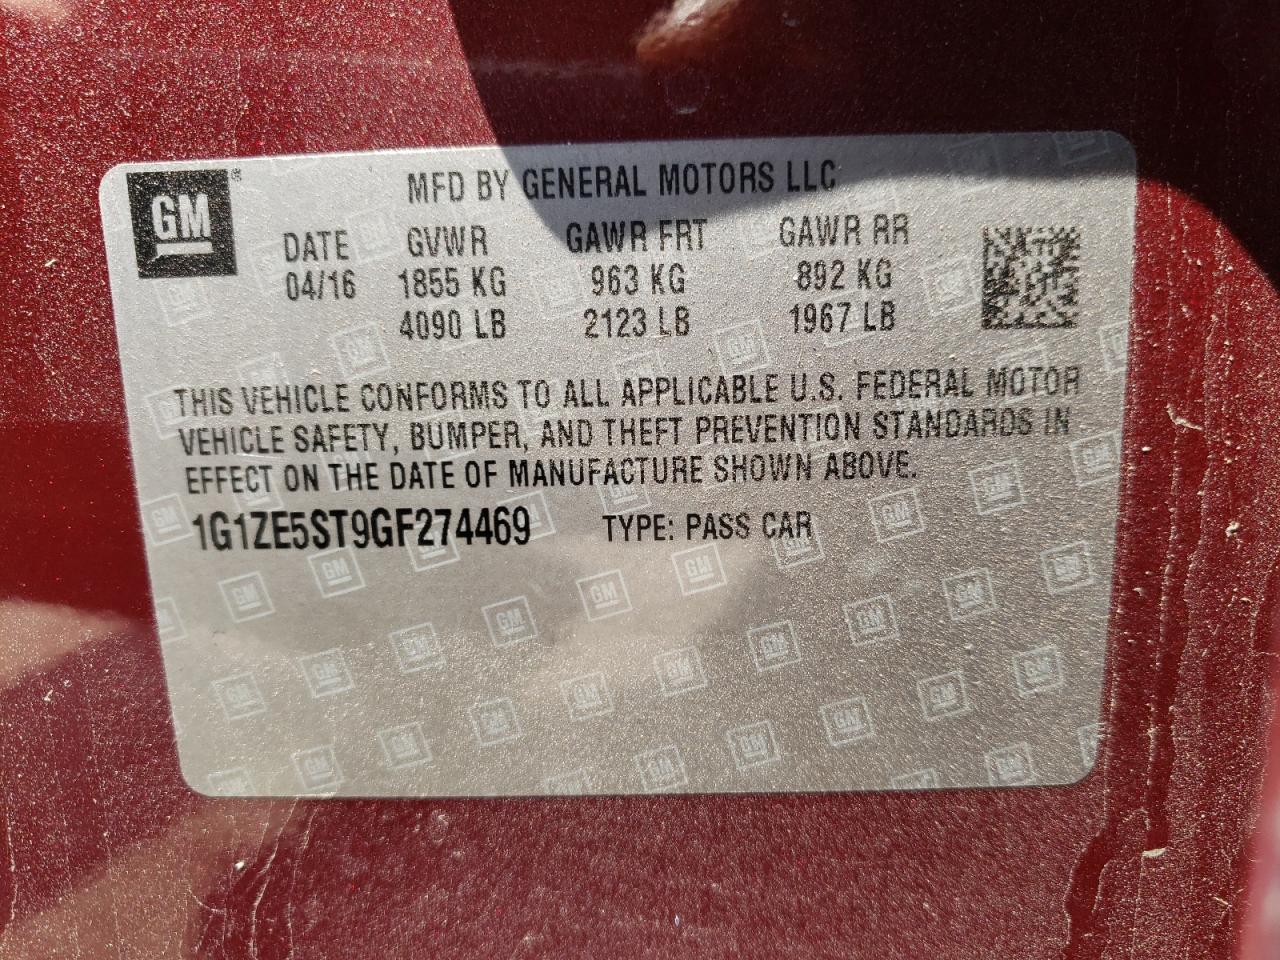 GM®
MFD BY GENERAL MOTORS LLC
DATE GVWR GAWR FRT GAWR RR
04/16 1855 KG 963 KG 892 KG
4090 LB 2123 LB 1967 LB
THIS VEHICLE CONFORMS TO ALL APPLICABLE U.S. FEDERAL MOTOR
VEHICLE SAFETY, BUMPER, AND THEFT PREVENTION STANDARDS IN
EFFECT ON THE DATE OF MANUFACTURE SHOWN ABOVE.
1G1ZE5ST9GF274469 TYPE: PASS CAR